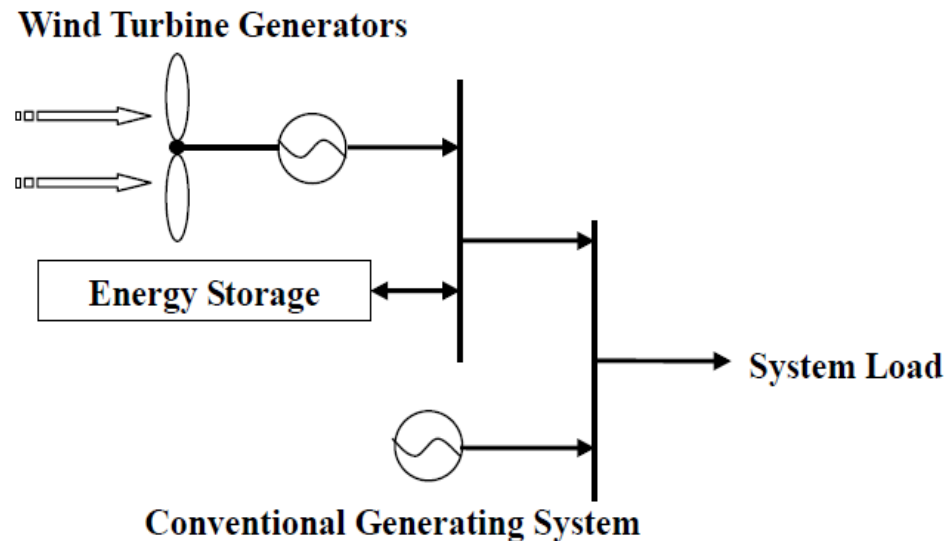 Wind Turbine Generators
Energy Storage
System Load
Conventional Generating System